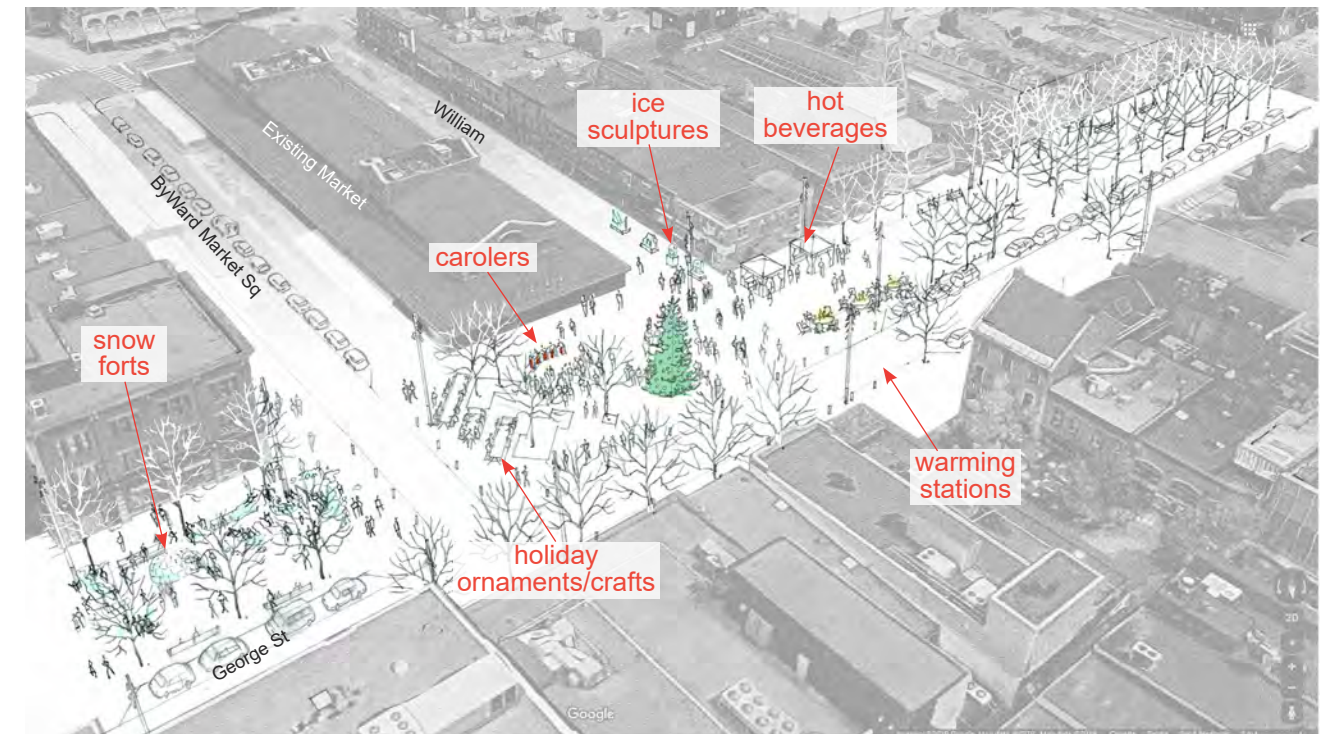 ice
sculptures
hot
beverages
William
Existing Market
ByWard Market Sq
carolers
snow
forts
warming
stations
holiday
ornaments/crafts
George St
M
2D
Google